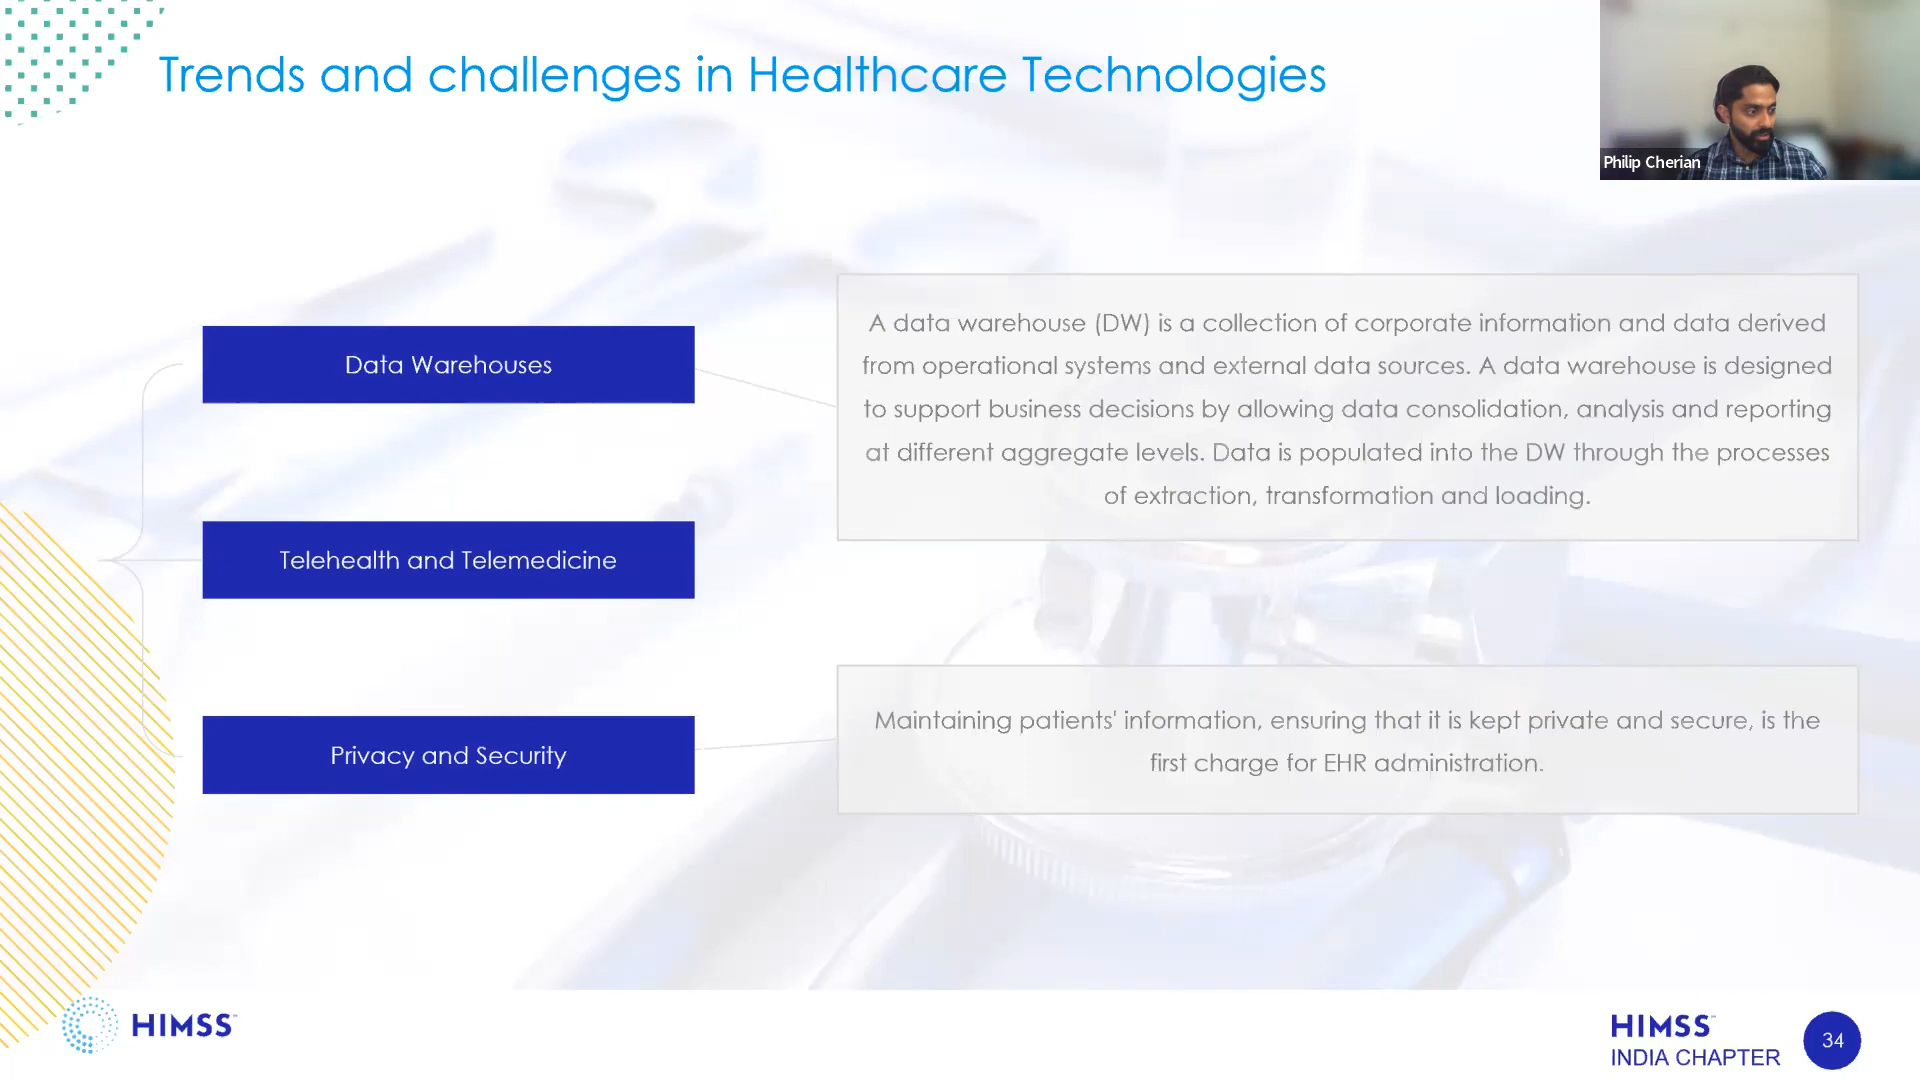 Trends and challenges in Healthcare Technologies
Philip Cherian
Data Warehouses
A data warehouse (DW) is a collection of corporate information and data derived
from operational systems and external data sources. A data warehouse is designed
to support business decisions by allowing data consolidation, analysis and reporting
at different aggregate levels. Data is populated into the DW through the processes
of extraction, transformation and loading.
Telehealth and Telemedicine
Privacy and Security
Maintaining patients' information, ensuring that it is kept private and secure, is the
first charge for EHR administration.
HIMSS™
HIMSS™
INDIA CHAPTER
34